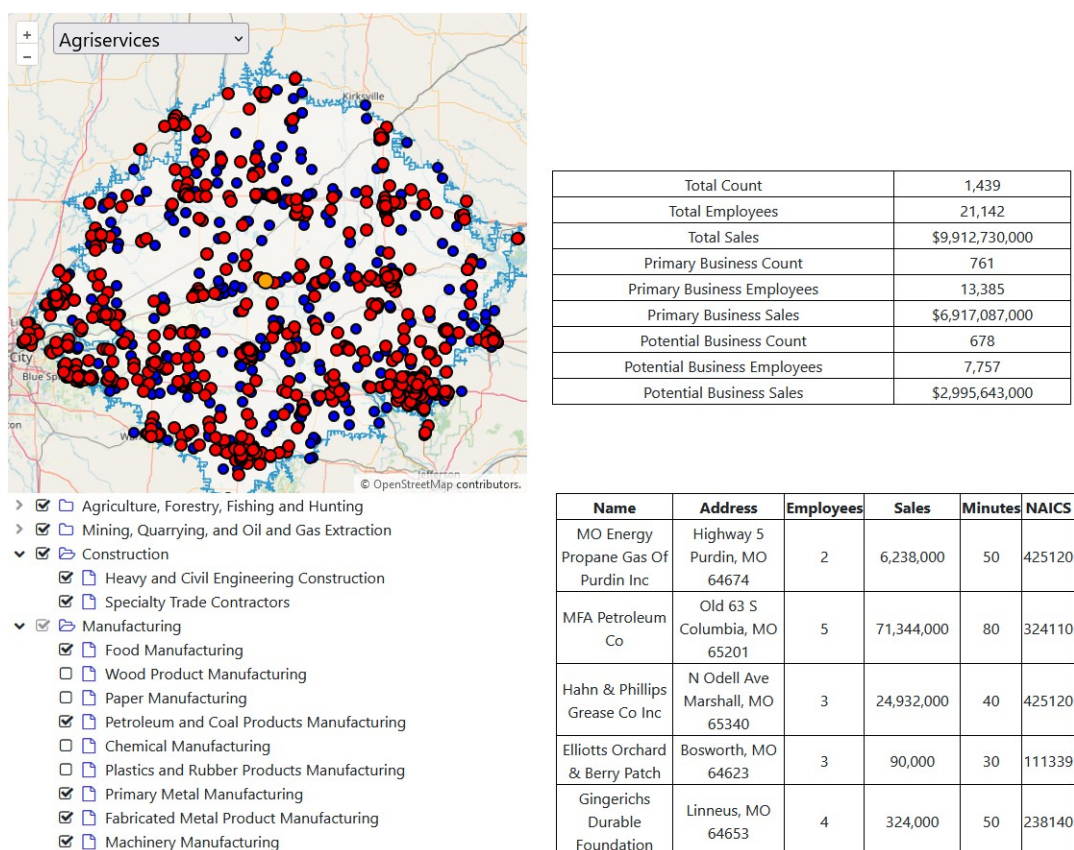 +
−
Agriservices
Kirksville
City
Blue Sp
© OpenStreetMap contributors.
Total Count 1,439
Total Employees 21,142
Total Sales $9,912,730,000
Primary Business Count 761
Primary Business Employees 13,385
Primary Business Sales $6,917,087,000
Potential Business Count 678
Potential Business Employees 7,757
Potential Business Sales $2,995,643,000
Agriculture, Forestry, Fishing and Hunting
Mining, Quarrying, and Oil and Gas Extraction
Construction
Heavy and Civil Engineering Construction
Specialty Trade Contractors
Manufacturing
Food Manufacturing
Wood Product Manufacturing
Paper Manufacturing
Petroleum and Coal Products Manufacturing
Chemical Manufacturing
Plastics and Rubber Products Manufacturing
Primary Metal Manufacturing
Fabricated Metal Product Manufacturing
Machinery Manufacturing
Name Address Employees Sales Minutes NAICS
MO Energy Highway 5
Propane Gas Of Purdin, MO 2 6,238,000 50 425120
Purdin Inc 64674
Old 63 S
MFA Petroleum Columbia, MO 5 71,344,000 80 324110
Co 65201
N Odell Ave
Hahn & Phillips Marshall, MO 3 24,932,000 40 425120
Grease Co Inc 65340
Elliotts Orchard Bosworth, MO 3 90,000 30 111339
& Berry Patch 64623
Gingerichs
Durable Linneus, MO 4 324,000 50 238140
Foundation 64653